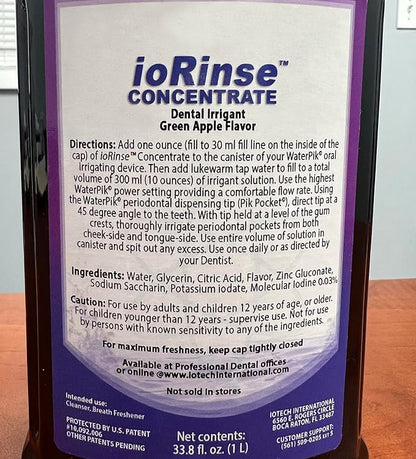 ioRinse™
CONCENTRATE
Dental Irrigant
Green Apple Flavor
Directions: Add one ounce (fill to 30 ml fill line on the inside of the
cap) of ioRinse™ Concentrate to the canister of your WaterPik® oral
irrigating device. Then add lukewarm tap water to fill to a total
volume of 300 ml (10 ounces) of irrigant solution. Use the highest
WaterPik® power setting providing a comfortable flow rate. Using
the WaterPik® periodontal dispensing tip (Pik Pocket®), direct tip at a
45 degree angle to the teeth. With tip held at a level of the gum
crests, thoroughly irrigate periodontal pockets from both
cheek-side and tongue-side. Use entire volume of solution in
canister and spit out any excess. Use once daily or as directed by
your Dentist.
Ingredients: Water, Glycerin, Citric Acid, Flavor, Zinc Gluconate,
Sodium Saccharin, Potassium iodate, Molecular Iodine 0.03%
Caution: For use by adults and children 12 years of age, or older.
For children younger than 12 years - supervise use. Not for use
by persons with known sensitivity to any of the ingredients.
For maximum freshness, keep cap tightly closed
Available at Professional Dental offices
or online @www.iotechinternational.com
Not sold in stores
Intended use:
Cleanser, Breath Freshener
PROTECTED BY U.S. PATENT
#10,092,006
OTHER PATENTS PENDING
Net contents:
33.8 fl. oz. (1 L)
IOTECH INTERNATIONAL
6560 E. ROGERS CIRCLE
BOCA RATON, FL 33487
CUSTOMER SUPPORT:
(561) 509-0205